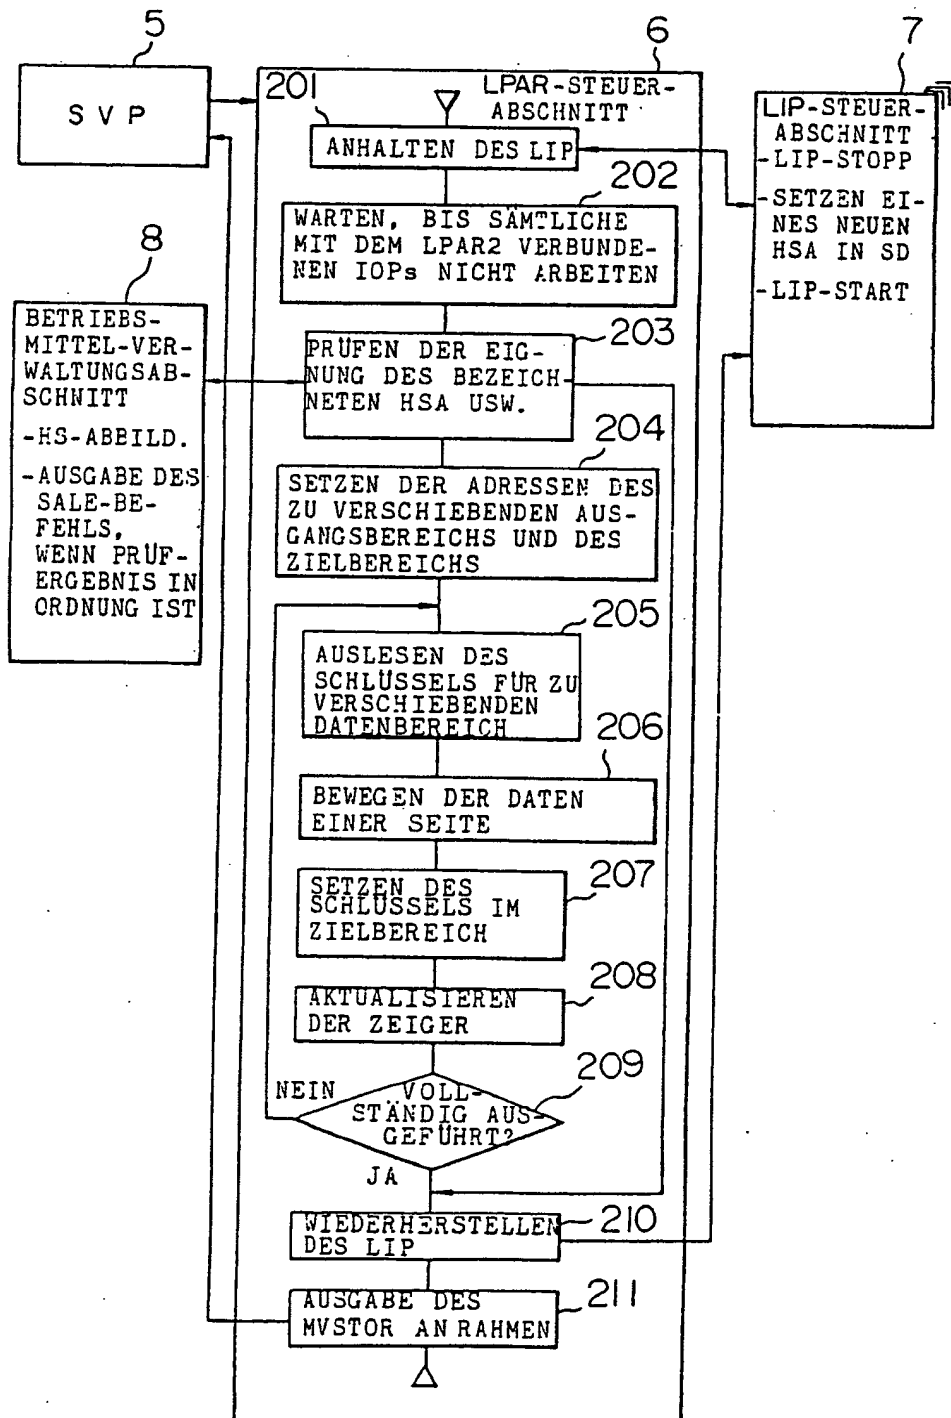 5
SVP
6
LPAR-STEUER-
ABSCHNITT
201
ANHALTEN DES LIP
202
WARTEN, BIS SÄMTLICHE
MIT DEM LPAR2 VERBUNDE-
NEN IOPs NICHT ARBEITEN
203
PRÜFEN DER EIG-
NUNG DES BEZEICH-
NETEN HSA USW.
204
SETZEN DER ADRESSEN DES
ZU VERSCHIEBENDEN AUS-
GANGSBEREICHS UND DES
ZIELBEREICHS
205
AUSLESEN DES
SCHLÜSSELS FÜR ZU
VERSCHIEBENDEN
DATENBEREICH
206
BEWEGEN DER DATEN
EINER SEITE
207
SETZEN DES
SCHLÜSSELS IM
ZIELBEREICH
208
AKTUALISIEREN
DER ZEIGER
209
NEIN
VOLL-
STÄNDIG AUS-
GEFÜHRT?
JA
210
WIEDERHERSTELLEN
DES LIP
211
AUSGABE DES
MVSTOR AN RAHMEN
7
LIP-STEUER-
ABSCHNITT
-LIP-STOPP
-SETZEN EI-
NES NEUEN
HSA IN SD
-LIP-START
8
BETRIEBS-
MITTEL-VER-
WALTUNGSAB-
SCHNITT
-HS-ABBILD.
-AUSGABE DES
SALE-BE-
FEHLS,
WENN PRÜF-
ERGEBNIS IN
ORDNUNG IST